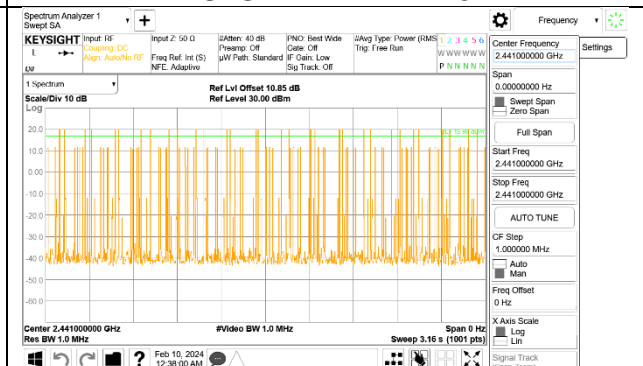 Spectrum Analyzer 1
Swept SA
+
Frequency
KEYSIGHT
Input: RF
Coupling: DC
Align: Auto/No RF
Input Z: 50 Ω
Freq Ref: Int (S)
NFE: Adaptive
#Atten: 40 dB
Preamp: Off
µW Path: Standard
PNO: Best Wide
Gate: Off
IF Gain: Low
Sig Track: Off
#Avg Type: Power (RMS
Trig: Free Run
1 2 3 4 5 6
W W W W W W
P N N N N N
L
1 Spectrum
Scale/Div 10 dB
Log
Ref Lvl Offset 10.85 dB
Ref Level 30.00 dBm
20.0
10.0
0.00
-10.0
-20.0
-30.0
-40.0
-50.0
-60.0
Center 2.441000000 GHz
Res BW 1.0 MHz
#Video BW 1.0 MHz
Span 0 Hz
Sweep 3.16 s (1001 pts)
Feb 10, 2024
12:38:00 AM
?
Center Frequency
2.441000000 GHz
Settings
Span
0.00000000 Hz
Swept Span
Zero Span
Full Span
Start Freq
2.441000000 GHz
Stop Freq
2.441000000 GHz
AUTO TUNE
CF Step
1.000000 MHz
Auto
Man
Freq Offset
0 Hz
X Axis Scale
Log
Lin
Signal Track